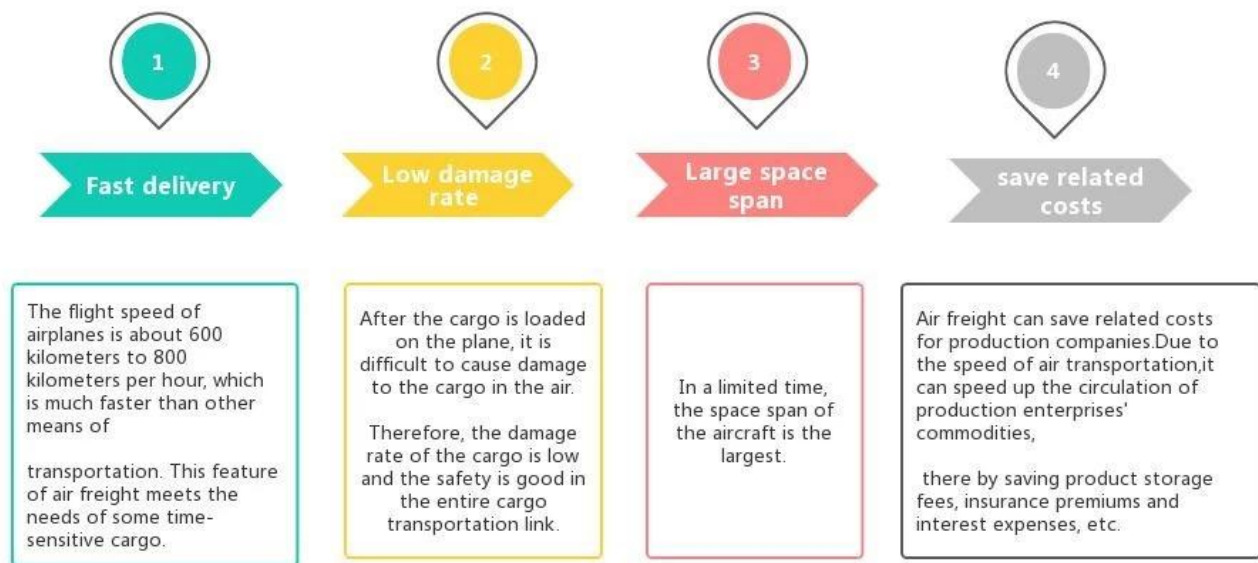 1
Fast delivery
The flight speed of
airplanes is about 600
kilometers to 800
kilometers per hour, which
is much faster than other
means of
transportation. This feature
of air freight meets the
needs of some time-
sensitive cargo.
2
Low damage
rate
After the cargo is loaded
on the plane, it is
difficult to cause damage
to the cargo in the air.
Therefore, the damage
rate of the cargo is low
and the safety is good in
the entire cargo
transportation link.
3
Large space
span
In a limited time,
the space span of
the aircraft is the
largest.
4
save related
costs
Air freight can save related costs
for production companies.Due to
the speed of air transportation,it
can speed up the circulation of
production enterprises'
commodities,
there by saving product storage
fees, insurance premiums and
interest expenses, etc.